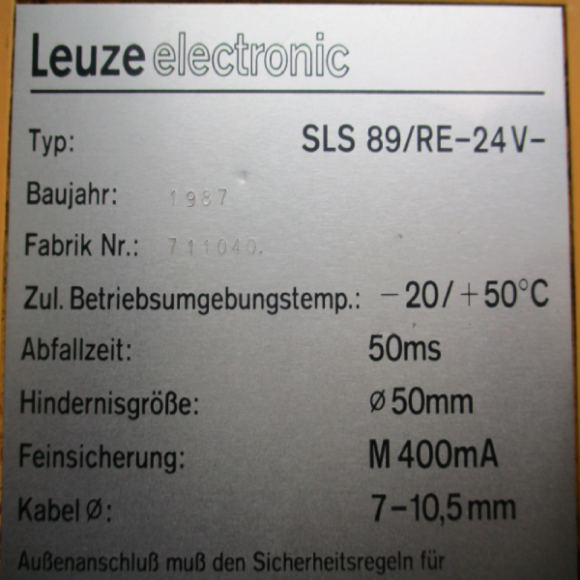 Leuze electronic
Typ: SLS 89/RE-24V-
Baujahr: 1987
Fabrik Nr.: 711040.
Zul. Betriebsumgebungstemp.: -20/+50°C
Abfallzeit: 50ms
Hindernisgröße: ø50mm
Feinsicherung: M 400mA
Kabel Ø: 7-10,5mm
Außenanschluß muß den Sicherheitsregeln für